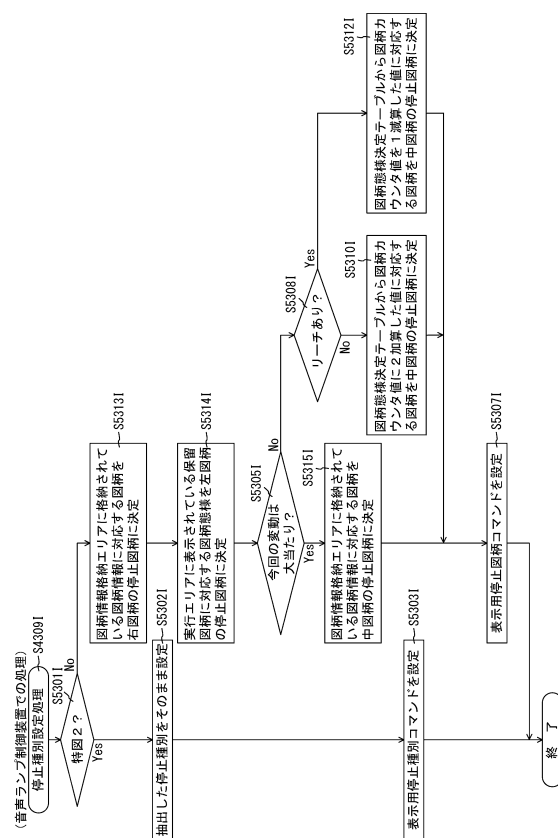 (音声ランプ制御装置での処理)
停止種別設定処理
S4309I
特図2?
S5301I
Yes
No
抽出した停止種別をそのまま設定
S5302I
表示用停止種別コマンドを設定
S5303I
図柄情報格納エリアに格納されて
いる図柄情報に対応する図柄を
右図柄の停止図柄に決定
S5313I
実行エリアに表示されている保留
図柄に対応する図柄態様を左図柄
の停止図柄に決定
S5314I
今回の変動は
大当たり?
S5305I
Yes
No
図柄情報格納エリアに格納されて
いる図柄情報に対応する図柄を
中図柄の停止図柄に決定
S5315I
リーチあり?
S5308I
Yes
No
図柄態様決定テーブルから図柄カ
ウンタ値に2加算した値に対応す
る図柄を中図柄の停止図柄に決定
S5310I
図柄態様決定テーブルから図柄カ
ウンタ値を1減算した値に対応す
る図柄を中図柄の停止図柄に決定
S5312I
表示用停止図柄コマンドを設定
S5307I
終了